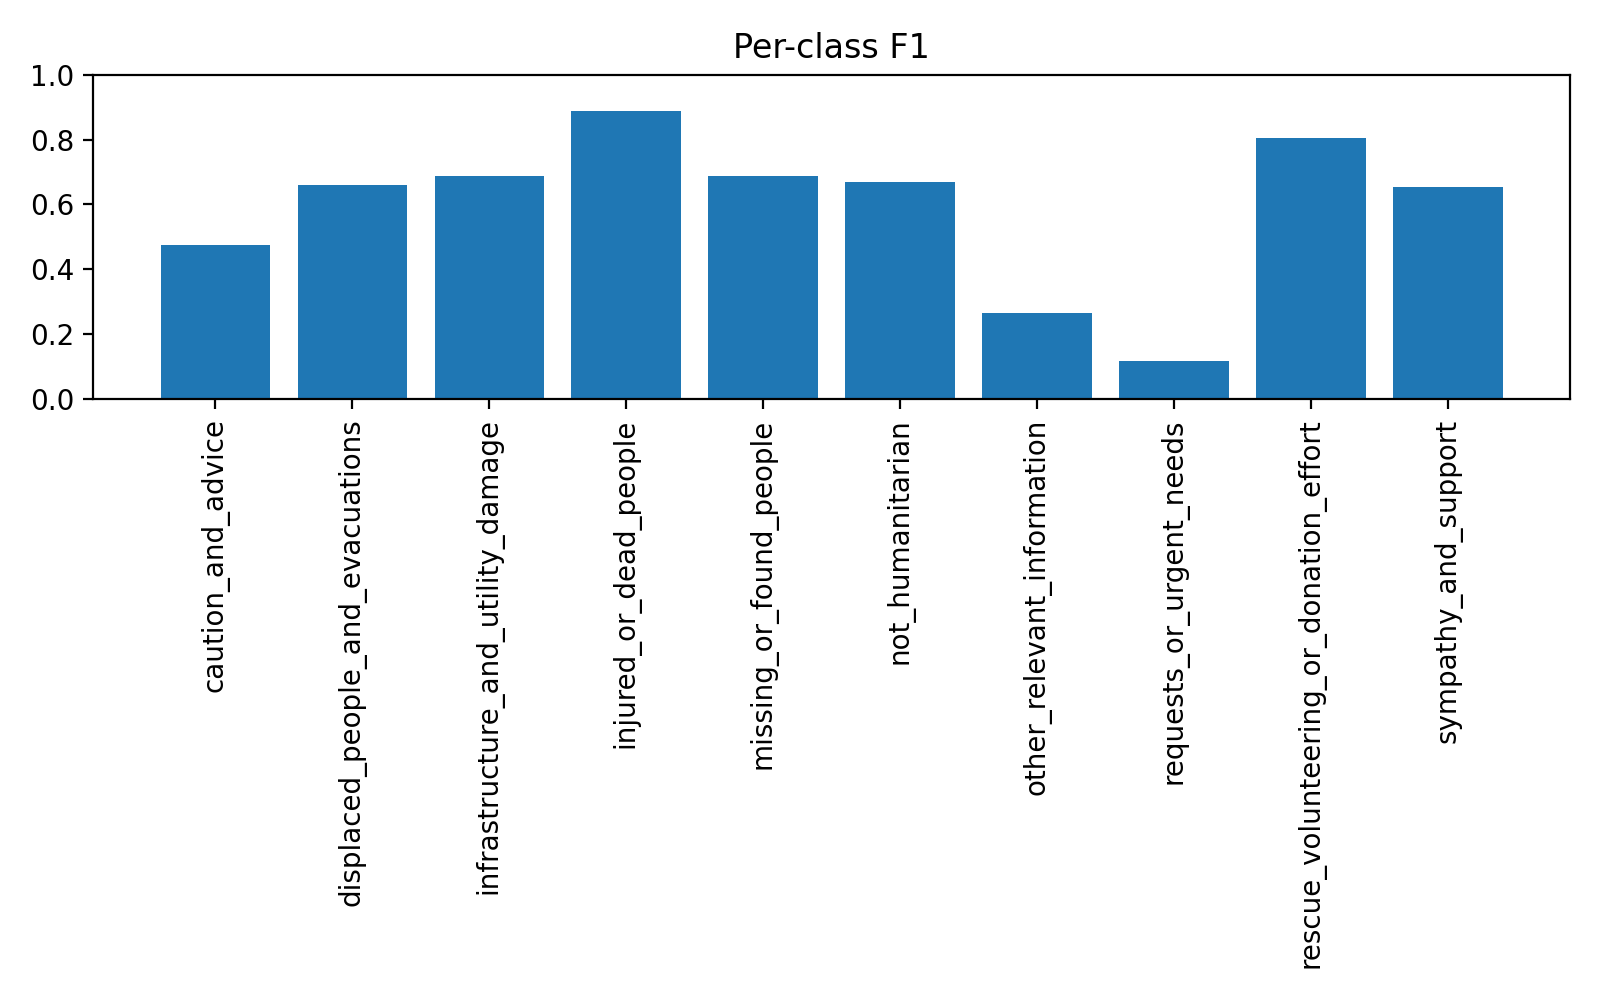 Per-class F1
1.0
0.8
0.6
0.4
0.2
0.0
caution_and_advice
displaced_people_and_evacuations
infrastructure_and_utility_damage
injured_or_dead_people
missing_or_found_people
not_humanitarian
other_relevant_information
requests_or_urgent_needs
rescue_volunteering_or_donation_effort
sympathy_and_support